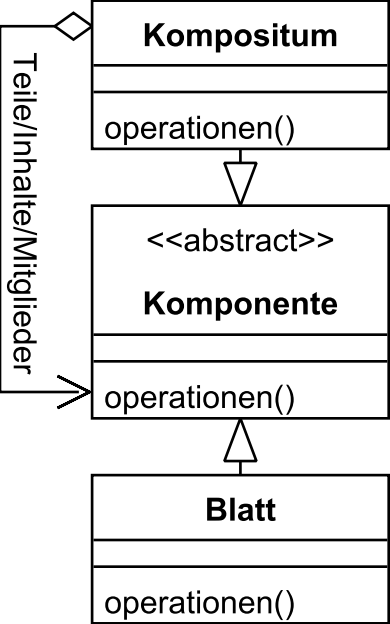 Kompositum
operationen()
Teile/Inhalte/Mitglieder
<<abstract>>
Komponente
operationen()
Blatt
operationen()